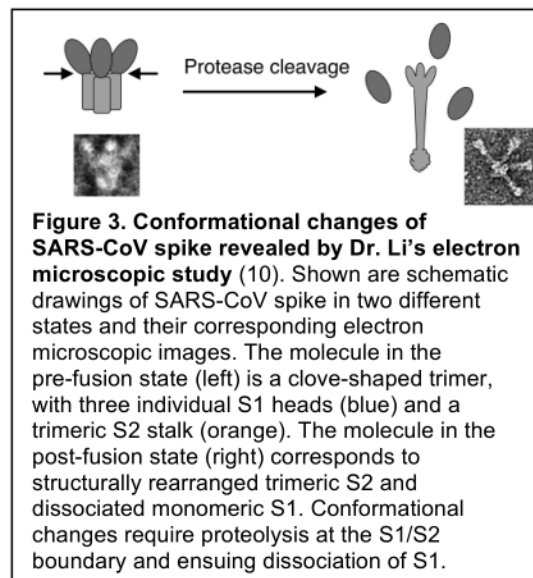 Protease cleavage
Figure 3. Conformational changes of
SARS-CoV spike revealed by Dr. Li's electron
microscopic study (10). Shown are schematic
drawings of SARS-CoV spike in two different
states and their corresponding electron
microscopic images. The molecule in the
pre-fusion state (left) is a clove-shaped trimer,
with three individual S1 heads (blue) and a
trimeric S2 stalk (orange). The molecule in the
post-fusion state (right) corresponds to
structurally rearranged trimeric S2 and
dissociated monomeric S1. Conformational
changes require proteolysis at the S1/S2
boundary and ensuing dissociation of S1.